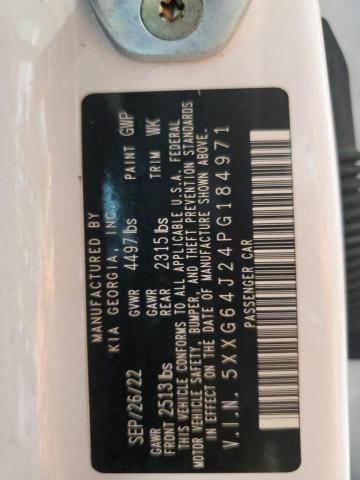 MANUFACTURED BY
KIA GEORGIA, INC.
SEP/26/22 GVWR 4497lbs PAINT GWP
GAWR FRONT 2513lbs GAWR REAR 2315lbs TRIM WK
THIS VEHICLE CONFORMS TO ALL APPLICABLE U.S.A. FEDERAL
MOTOR VEHICLE SAFETY, BUMPER, AND THEFT PREVENTION STANDARDS
IN EFFECT ON THE DATE OF MANUFACTURE SHOWN ABOVE.
V.I.N. 5XXG64J24PG184971
PASSENGER CAR